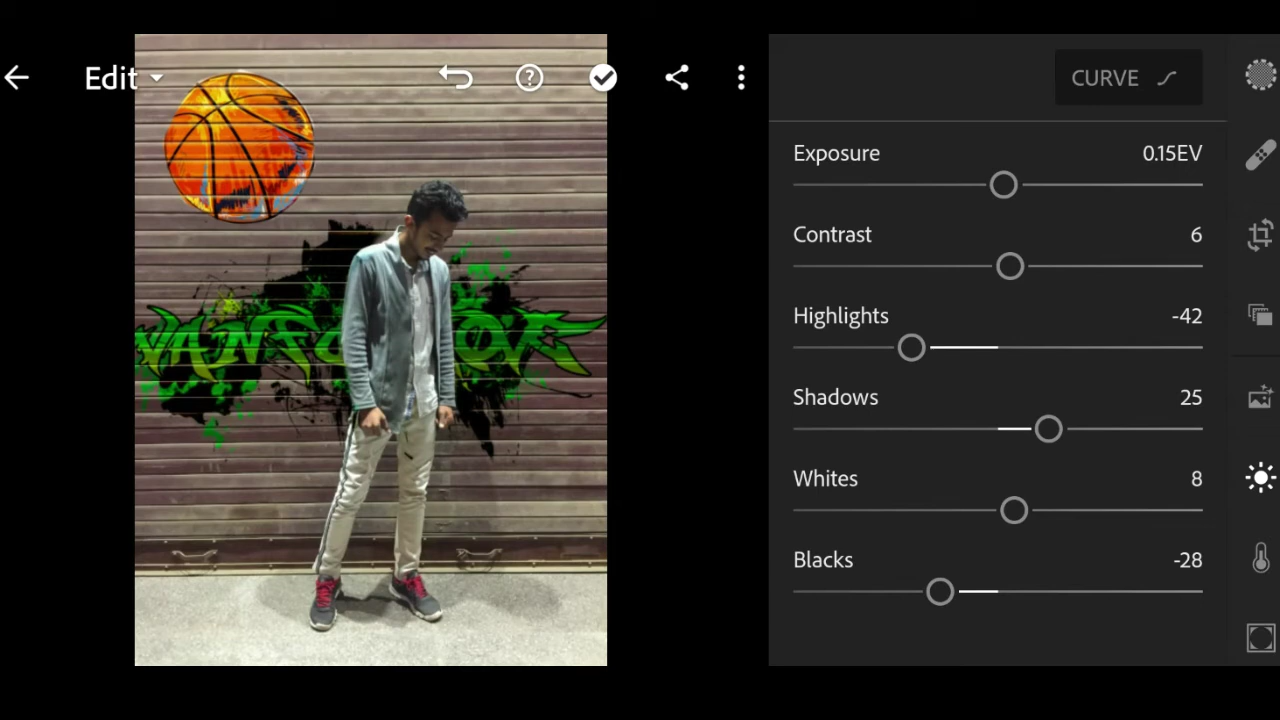 Edit
CURVE
Exposure 0.15EV
Contrast 6
Highlights -42
Shadows 25
Whites 8
Blacks -28